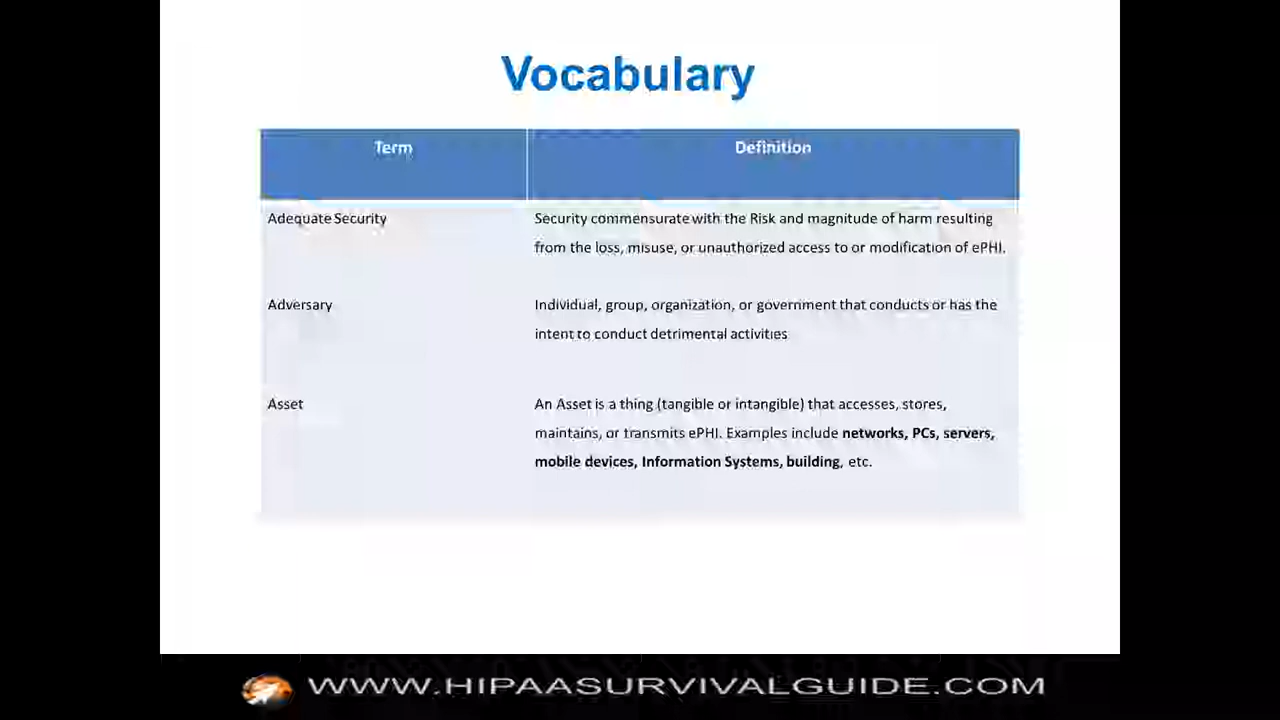 Vocabulary
Term
Definition
Adequate Security
Security commensurate with the Risk and magnitude of harm resulting
from the loss, misuse, or unauthorized access to or modification of ePHI.
Adversary
Individual, group, organization, or government that conducts or has the
intent to conduct detrimental activities
Asset
An Asset is a thing (tangible or intangible) that accesses, stores,
maintains, or transmits ePHI. Examples include networks, PCs, servers,
mobile devices, Information Systems, building, etc.
WWW.HIPAASURVIVALGUIDE.COM